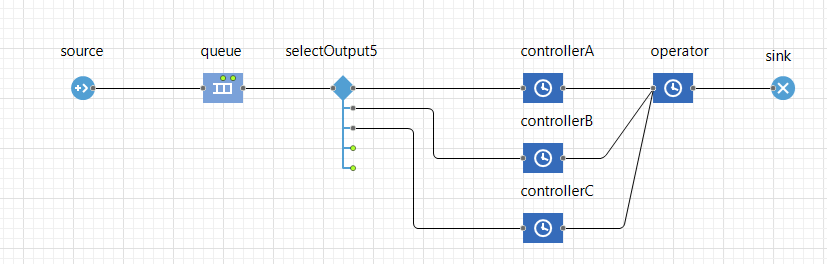 source
queue
selectOutput5
controllerA
operator
sink
controllerB
controllerC